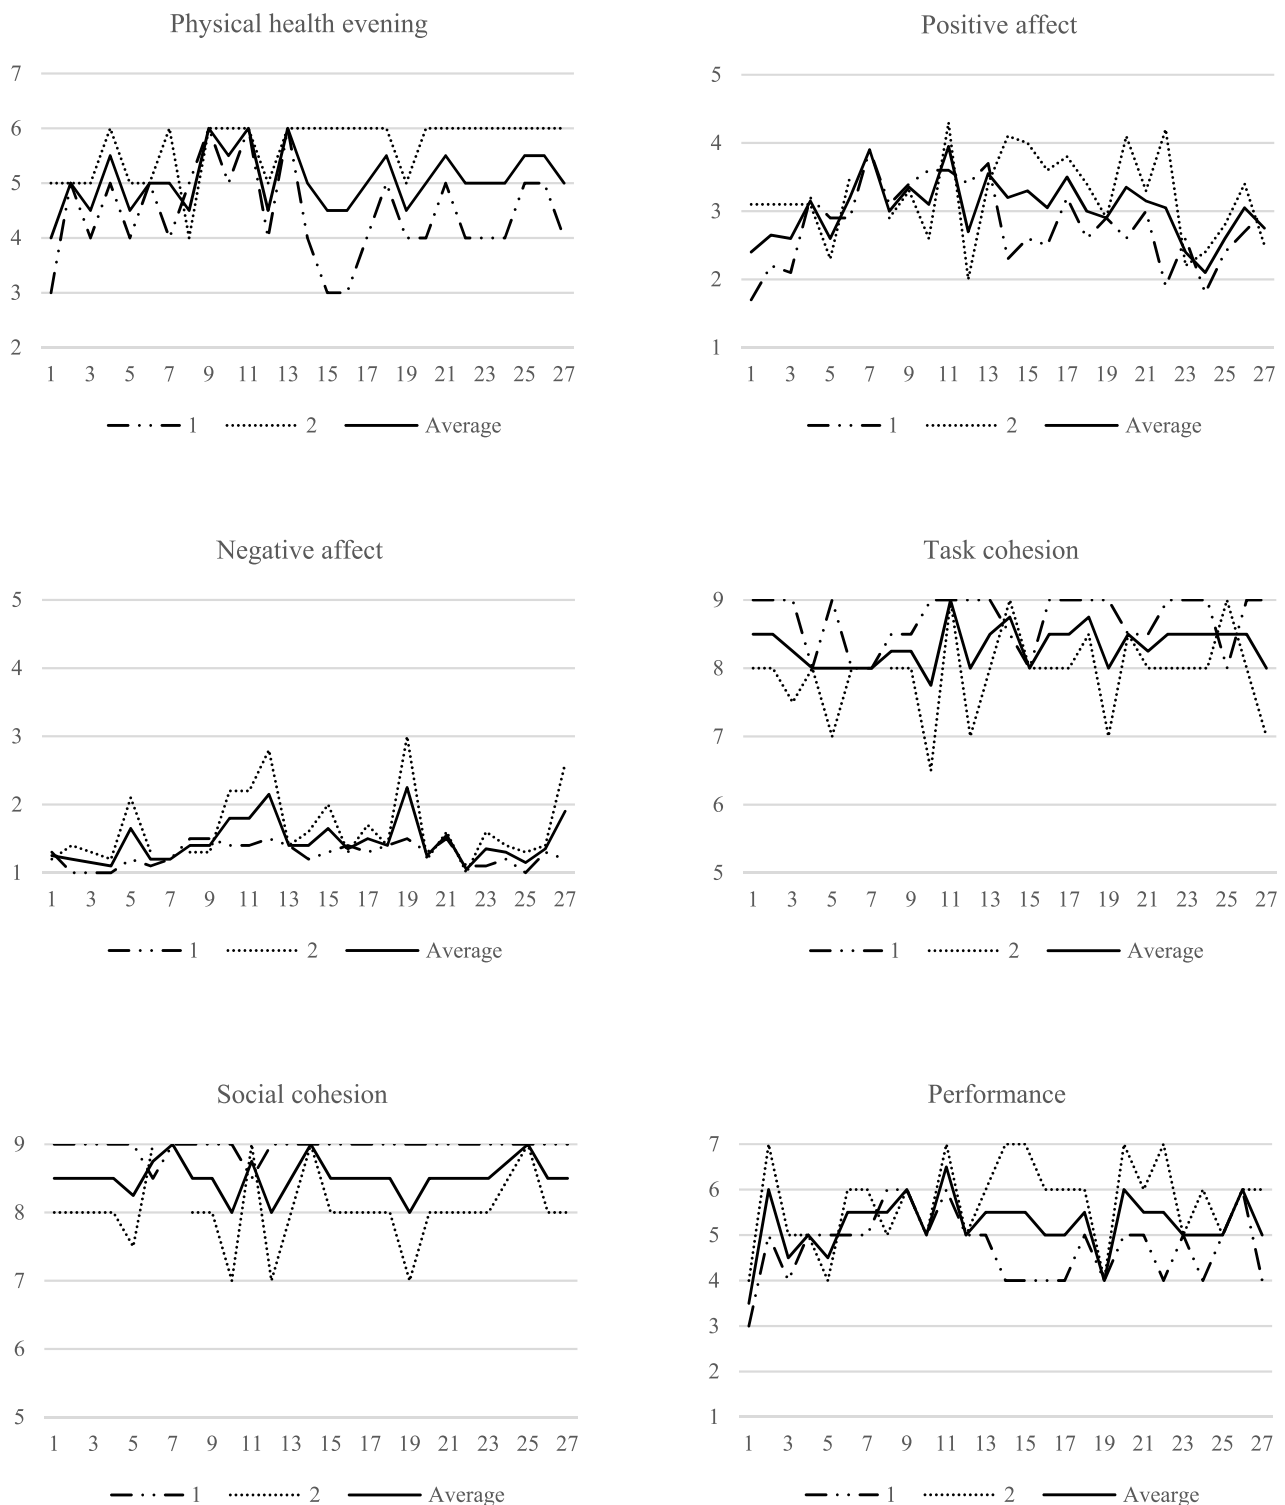 Physical health evening
7
6
5
4
3
2
1 3 5 7 9 11 13 15 17 19 21 23 25 27
1 2 Average
Positive affect
5
4
3
2
1
1 3 5 7 9 11 13 15 17 19 21 23 25 27
1 2 Average
Negative affect
5
4
3
2
1
1 3 5 7 9 11 13 15 17 19 21 23 25 27
1 2 Average
Task cohesion
9
8
7
6
5
1 3 5 7 9 11 13 15 17 19 21 23 25 27
1 2 Average
Social cohesion
9
8
7
6
5
1 3 5 7 9 11 13 15 17 19 21 23 25 27
1 2 Average
Performance
7
6
5
4
3
2
1
1 3 5 7 9 11 13 15 17 19 21 23 25 27
1 2 Avearge